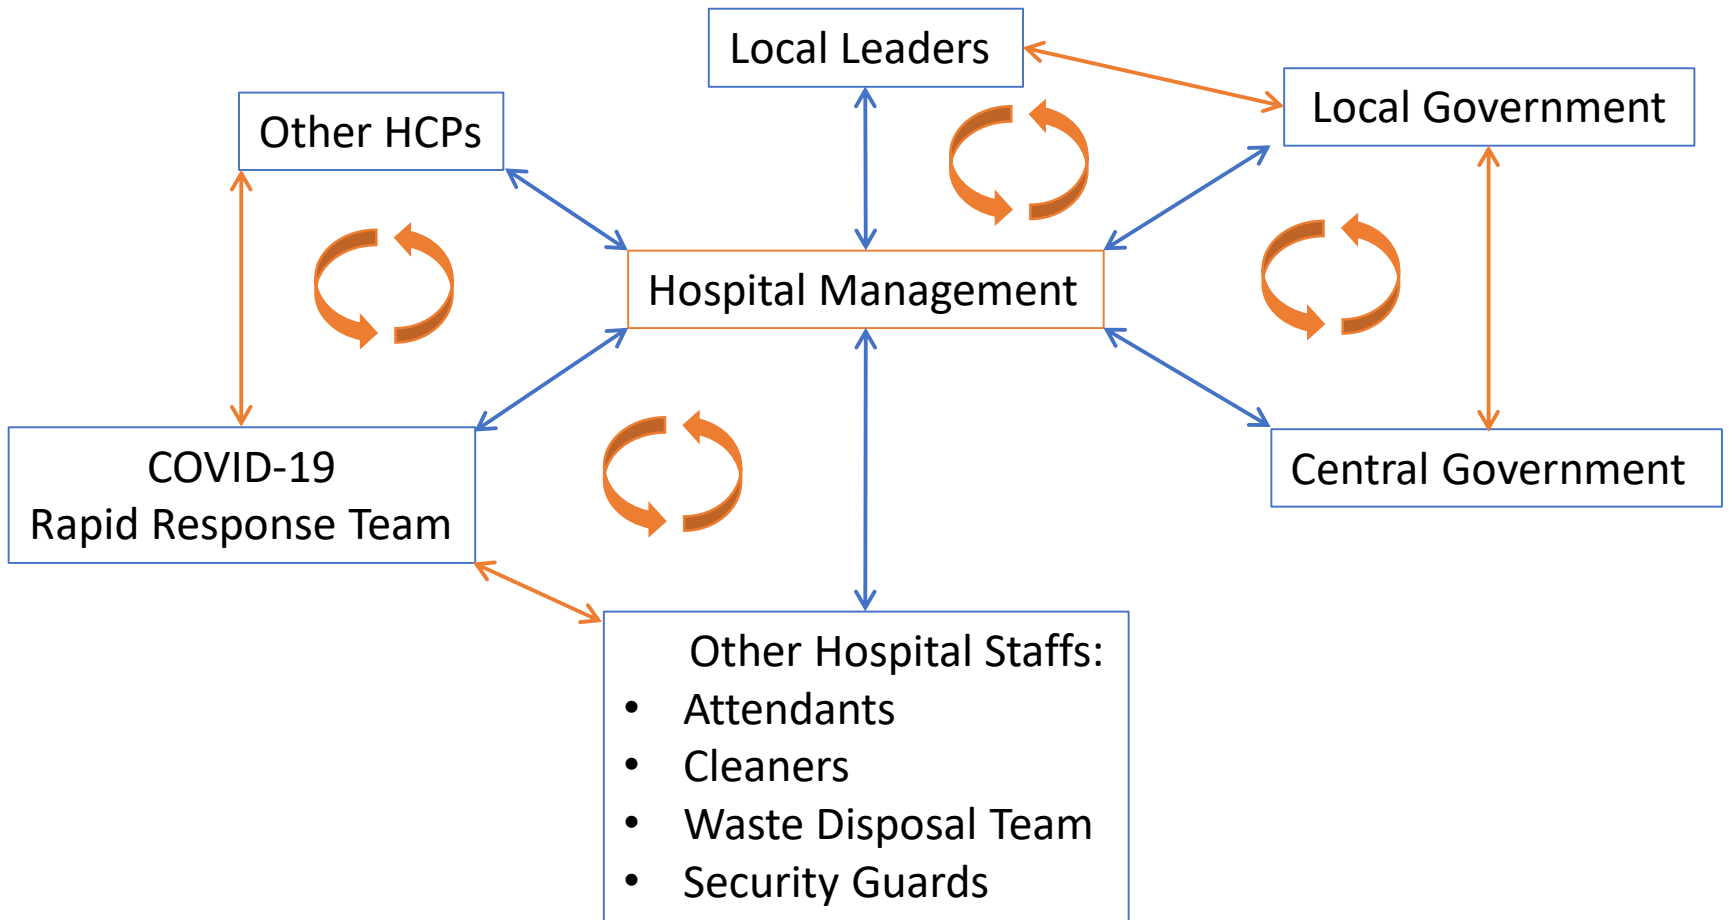 Local Leaders
Local Government
Other HCPs
Hospital Management
COVID-19
Rapid Response Team
Central Government
Other Hospital Staffs:
• Attendants
• Cleaners
• Waste Disposal Team
• Security Guards